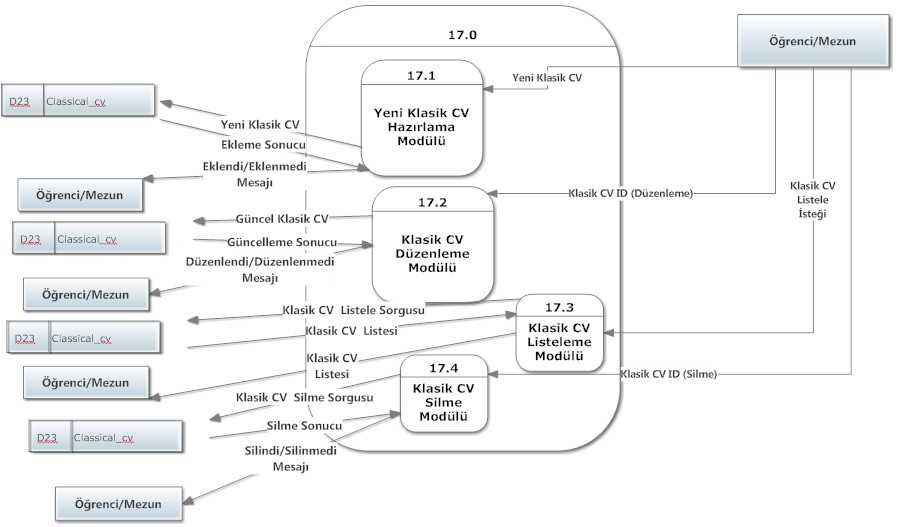 17.0
Öğrenci/Mezun
17.1
Yeni Klasik CV
Hazırlama
Modülü
Yeni Klasik CV
D23 Classical_cv
Yeni Klasik CV
Ekleme Sonucu
Eklendi/Eklenmedi
Mesajı
Öğrenci/Mezun
17.2
Klasik CV
Düzenleme
Modülü
Klasik CV ID (Düzenleme)
Klasik CV
Listele
İsteği
Güncel Klasik CV
D23 Classical_cv
Güncelleme Sonucu
Düzenlendi/Düzenlenmedi
Mesajı
Öğrenci/Mezun
17.3
Klasik CV
Listeleme
Modülü
Klasik CV Listele Sorgusu
D23 Classical_cv
Klasik CV Listesi
Klasik CV
Listesi
Öğrenci/Mezun
17.4
Klasik CV
Silme
Modülü
Klasik CV ID (Silme)
Klasik CV Silme Sorgusu
D23 Classical_cv
Silme Sonucu
Silindi/Silinmedi
Mesajı
Öğrenci/Mezun